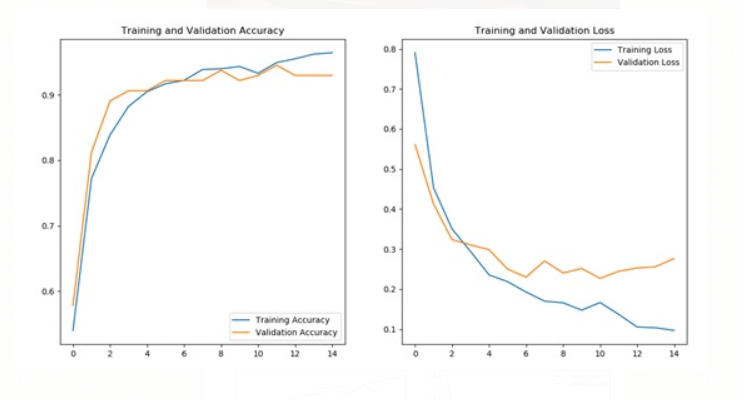 Training and Validation Accuracy
0.9
0.8
0.7
0.6
Training Accuracy
Validation Accuracy
0 2 4 6 8 10 12 14
Training and Validation Loss
0.8
0.7
0.6
0.5
0.4
0.3
0.2
0.1
Training Loss
Validation Loss
0 2 4 6 8 10 12 14